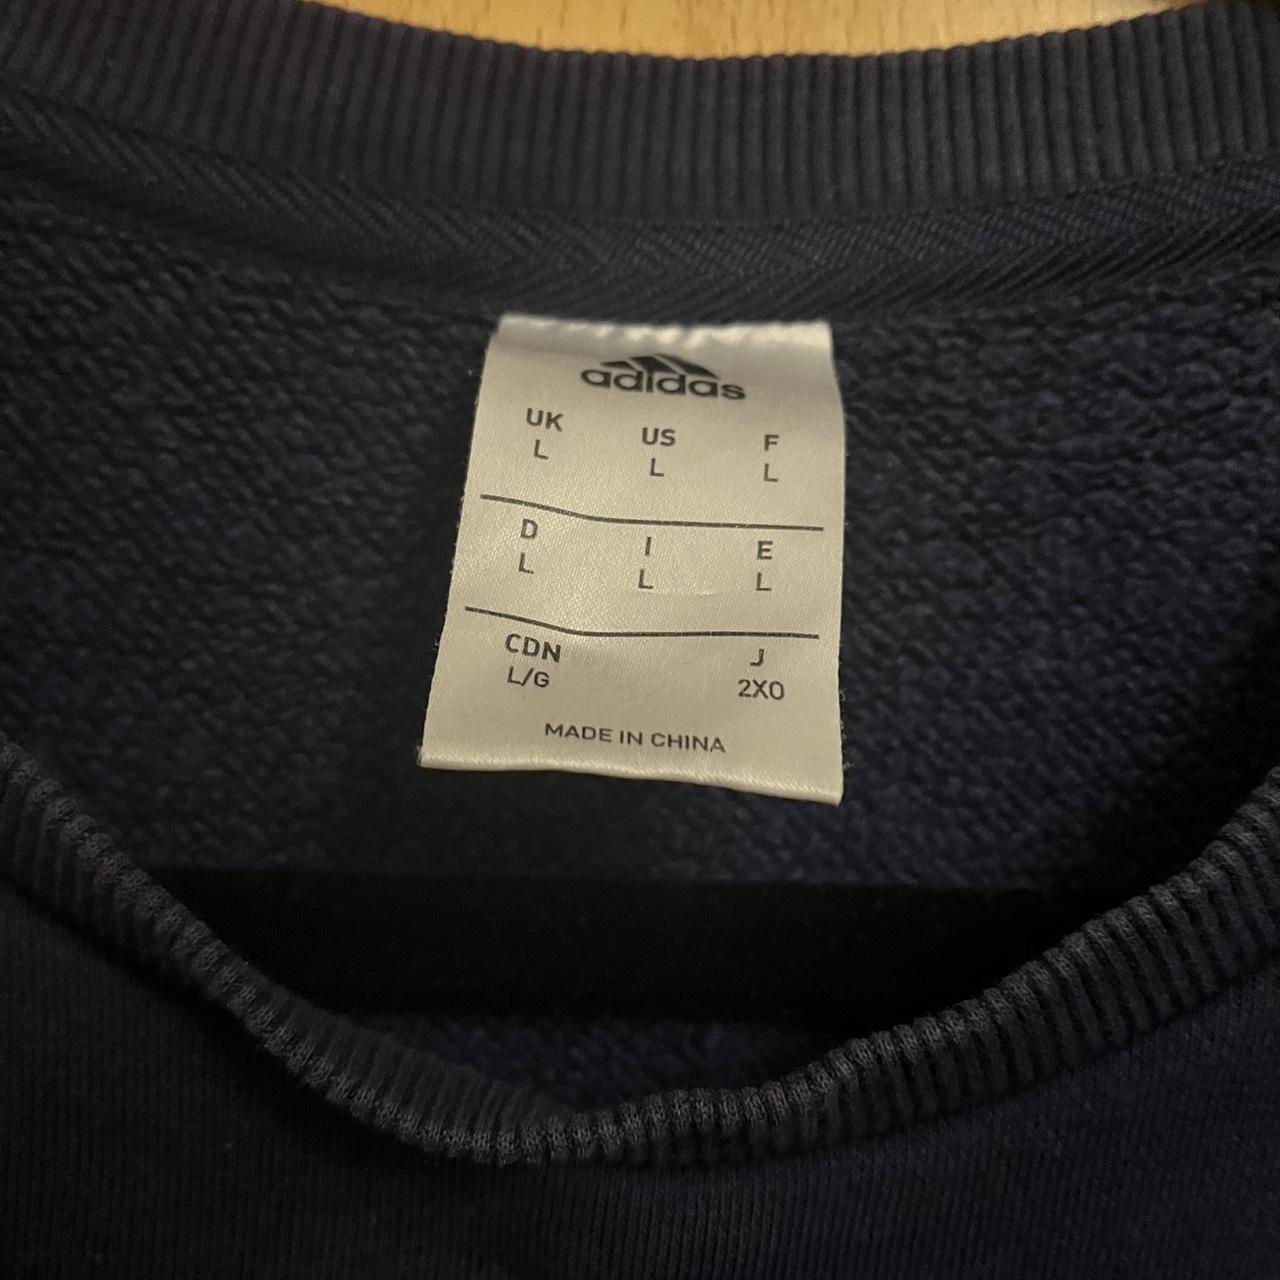 adidas
UK US F
L L L
D I E
L L L
CDN J
L/G 2XO
MADE IN CHINA